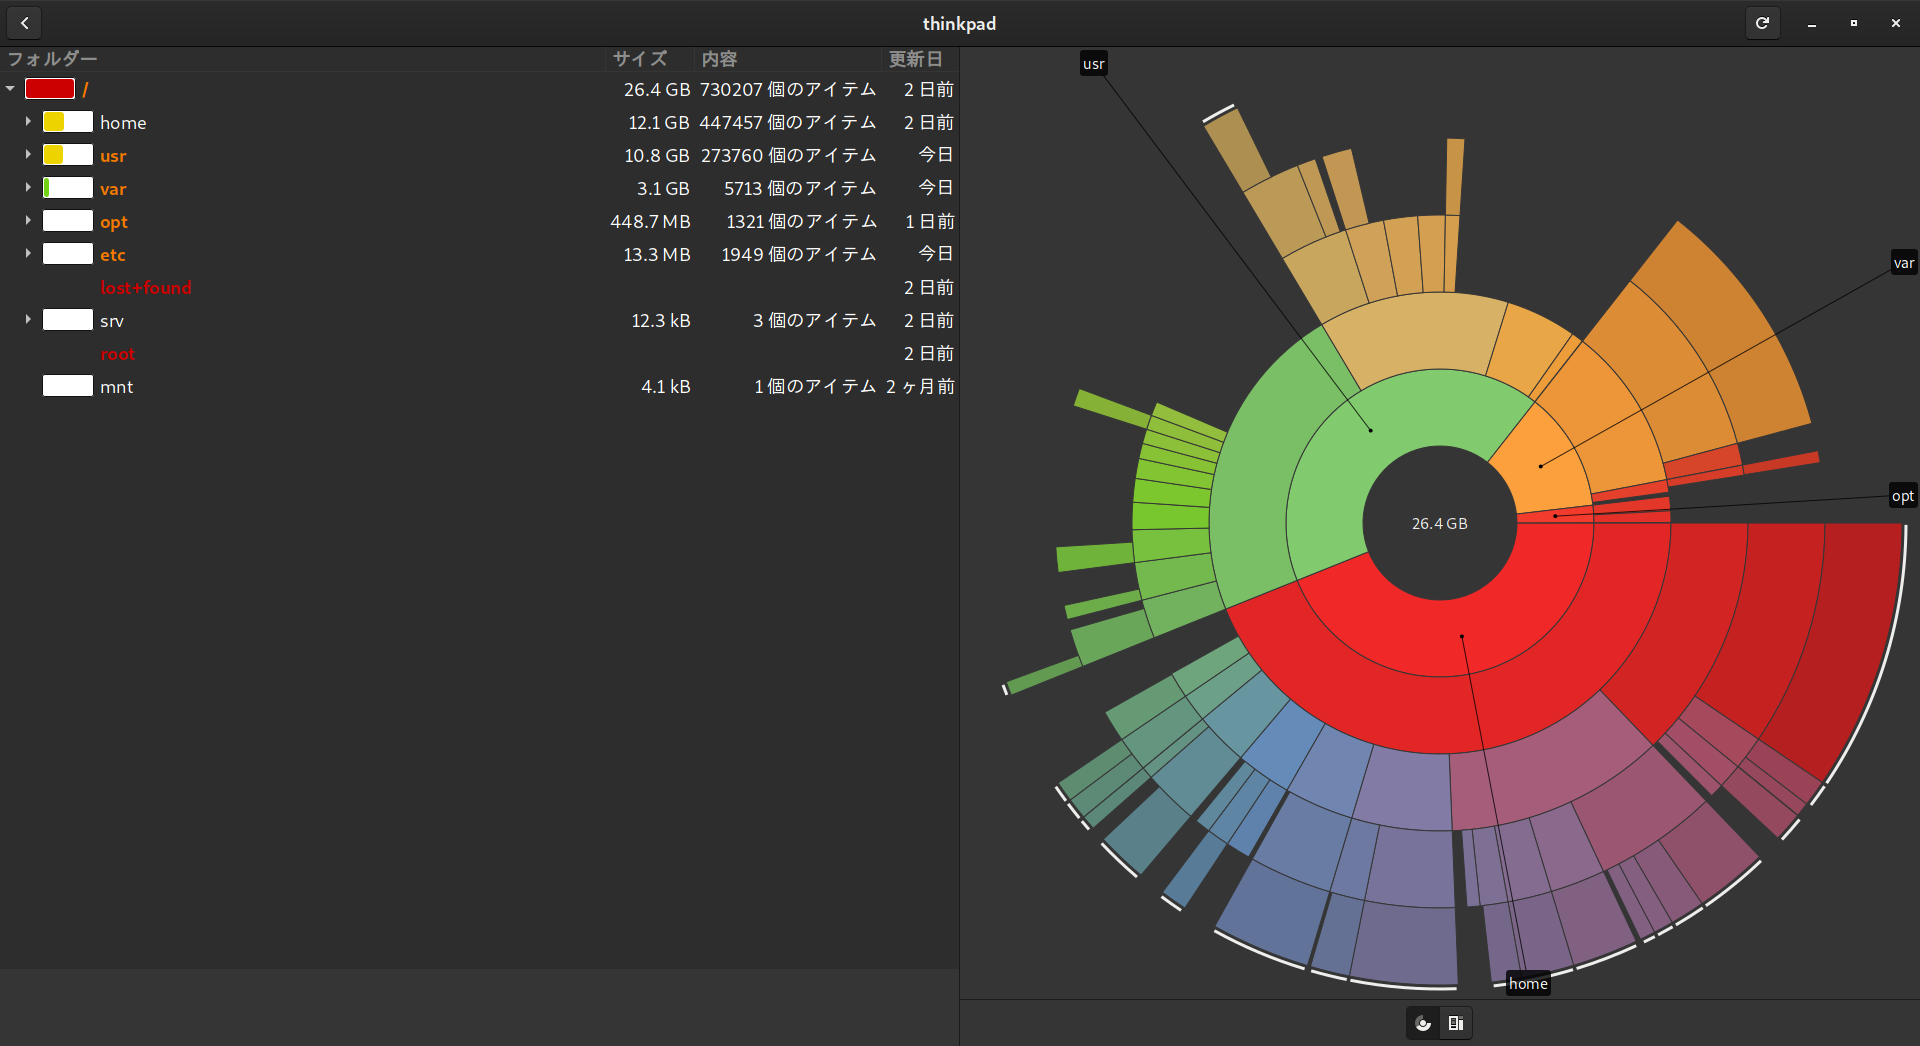 thinkpad
フォルダー サイズ 内容 更新日
/ 26.4 GB 730207 個のアイテム 2 日前
home 12.1 GB 447457 個のアイテム 2 日前
usr 10.8 GB 273760 個のアイテム 今日
var 3.1 GB 5713 個のアイテム 今日
opt 448.7 MB 1321 個のアイテム 1 日前
etc 13.3 MB 1949 個のアイテム 今日
lost+found 2 日前
srv 12.3 kB 3 個のアイテム 2 日前
root 2 日前
mnt 4.1 kB 1 個のアイテム 2 ヶ月前
usr
var
opt
26.4 GB
home